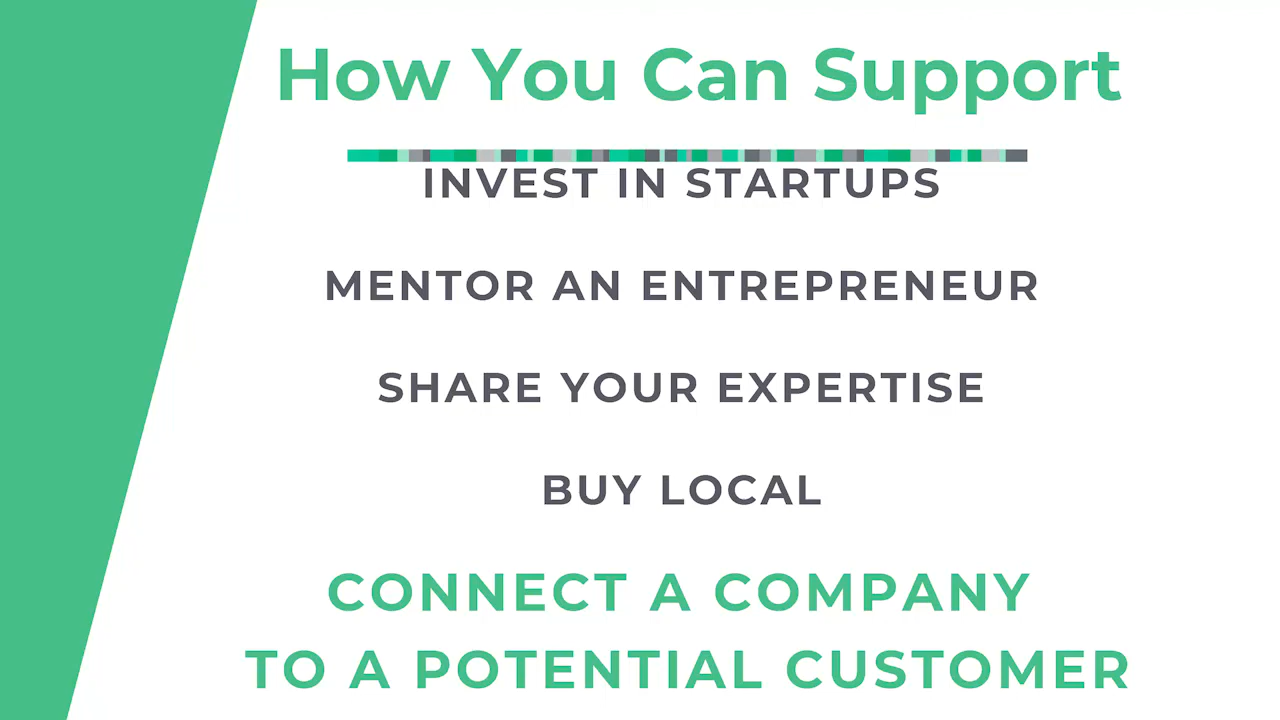 How You Can Support
INVEST IN STARTUPS
MENTOR AN ENTREPRENEUR
SHARE YOUR EXPERTISE
BUY LOCAL
CONNECT A COMPANY
TO A POTENTIAL CUSTOMER